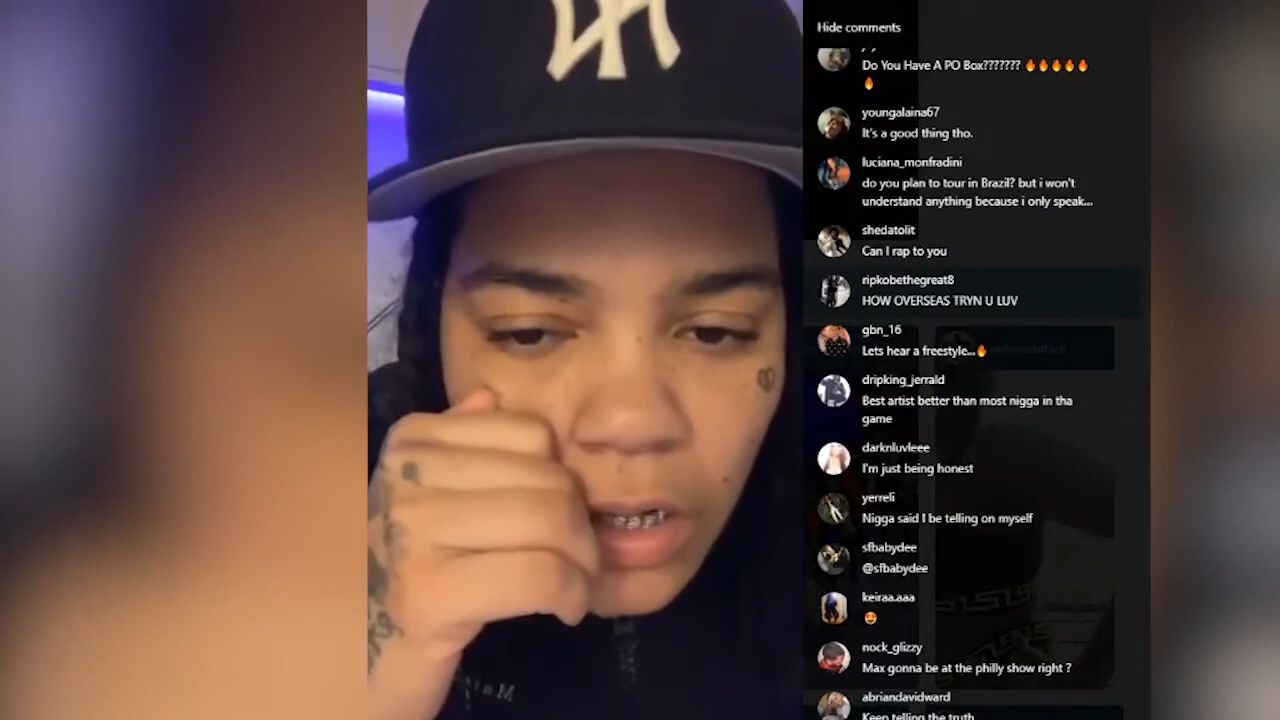 Hide comments
Do You Have A PO Box??????? 🔥🔥🔥🔥🔥
🔥
youngalaina67
It's a good thing tho.
luciana_monfradini
do you plan to tour in Brazil? but i won't
understand anything because i only speak...
shedatolit
Can I rap to you
ripkobethegreat8
HOW OVERSEAS TRYN U LUV
gbn_16
Lets hear a freestyle...🔥
dripking_jerrald
Best artist better than most nigga in tha
game
darknluvleee
I'm just being honest
yerreli
Nigga said I be telling on myself
sfbabydee
@sfbabydee
keiraa.aaa
😍
nock_glizzy
Max gonna be at the philly show right ?
abriandavidward
Keep telling the truth